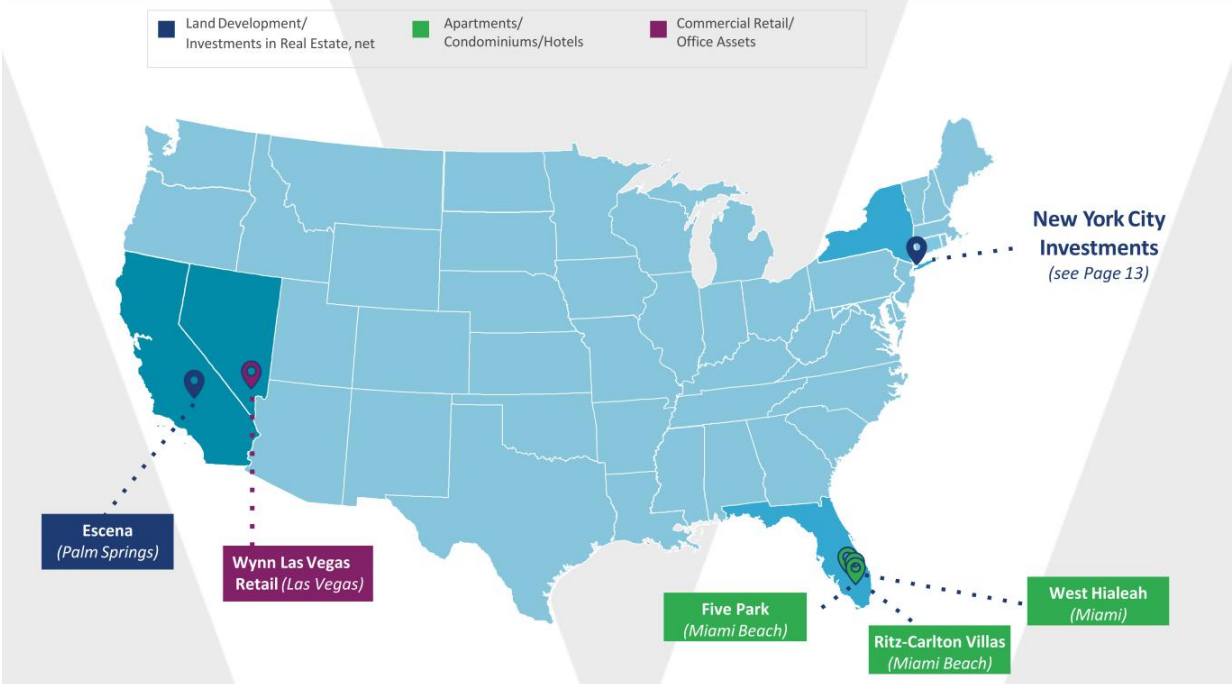 Land Development/
Investments in Real Estate, net
Apartments/
Condominiums/Hotels
Commercial Retail/
Office Assets
New York City
Investments
(see Page 13)
Escena
(Palm Springs)
Wynn Las Vegas
Retail (Las Vegas)
Five Park
(Miami Beach)
West Hialeah
(Miami)
Ritz-Carlton Villas
(Miami Beach)